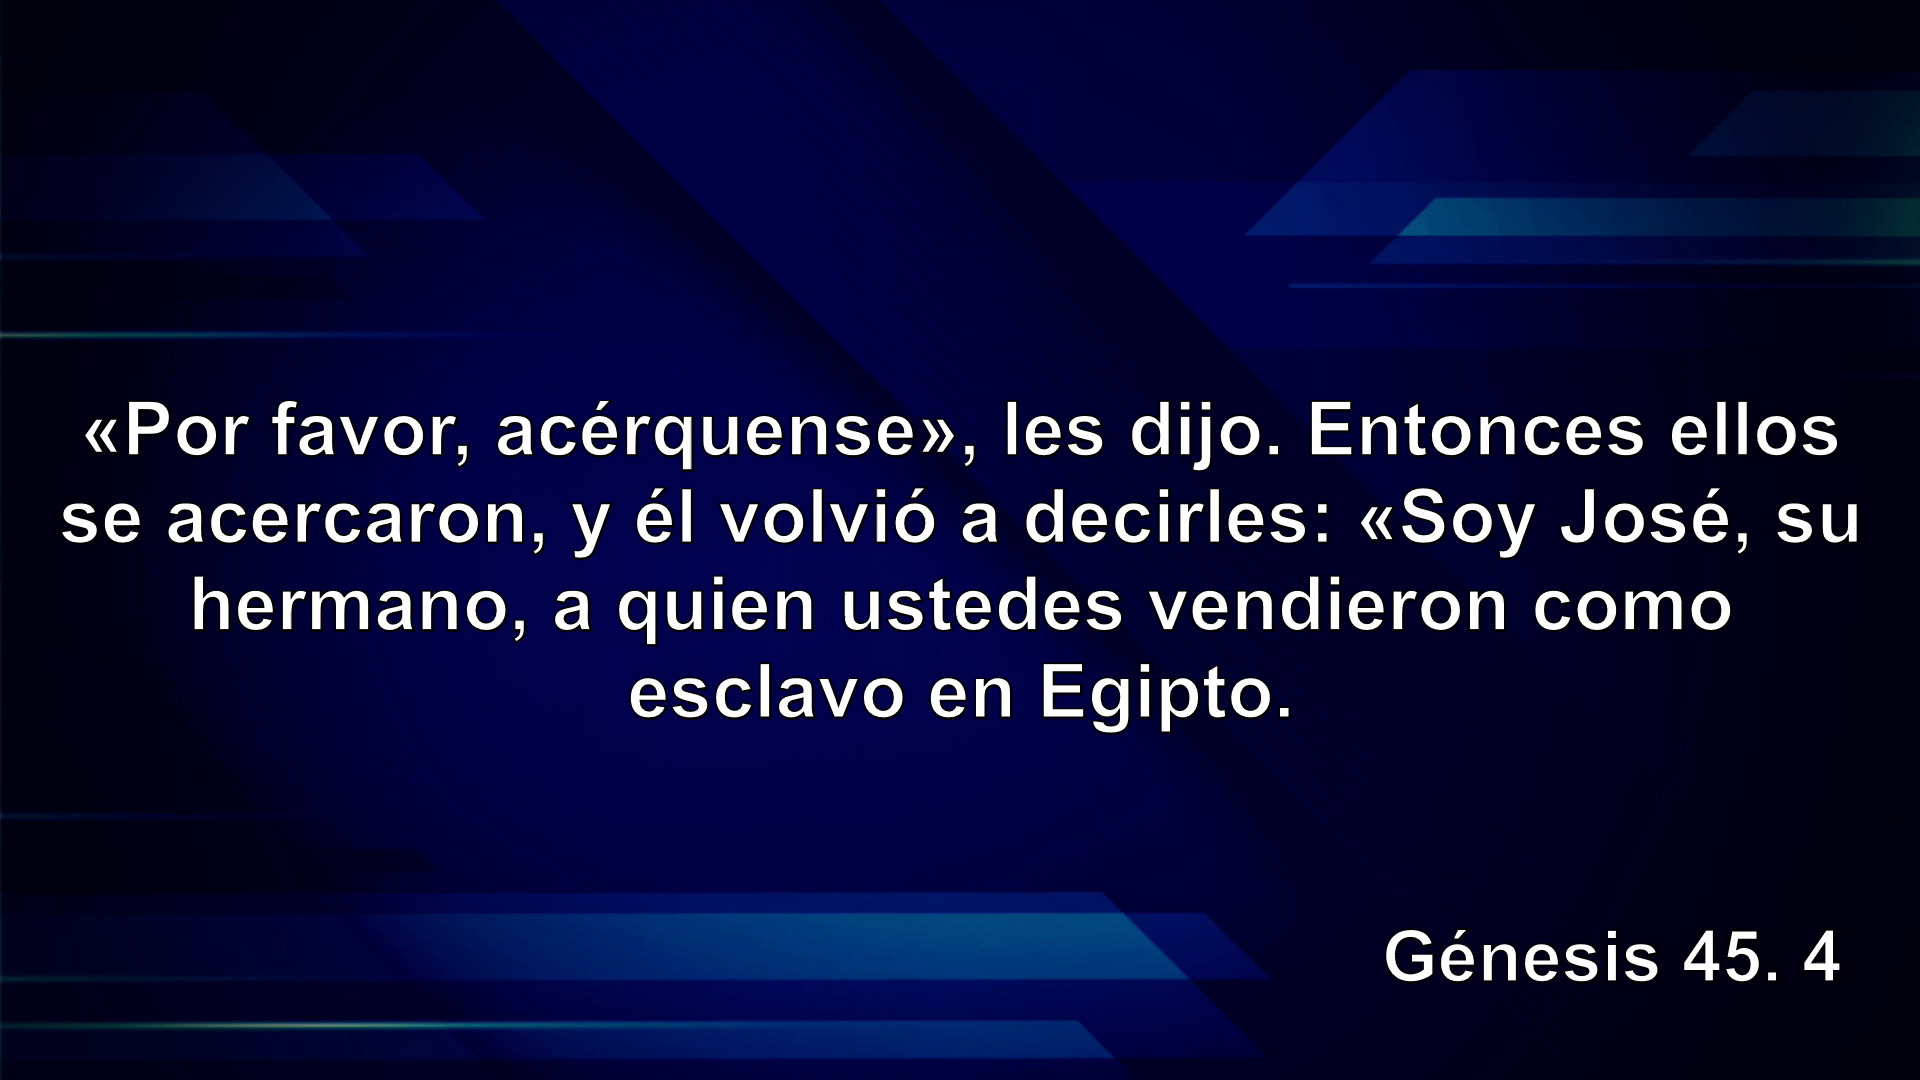 «Por favor, acérquense», les dijo. Entonces ellos
se acercaron, y él volvió a decirles: «Soy José, su
hermano, a quien ustedes vendieron como
esclavo en Egipto.
Génesis 45. 4